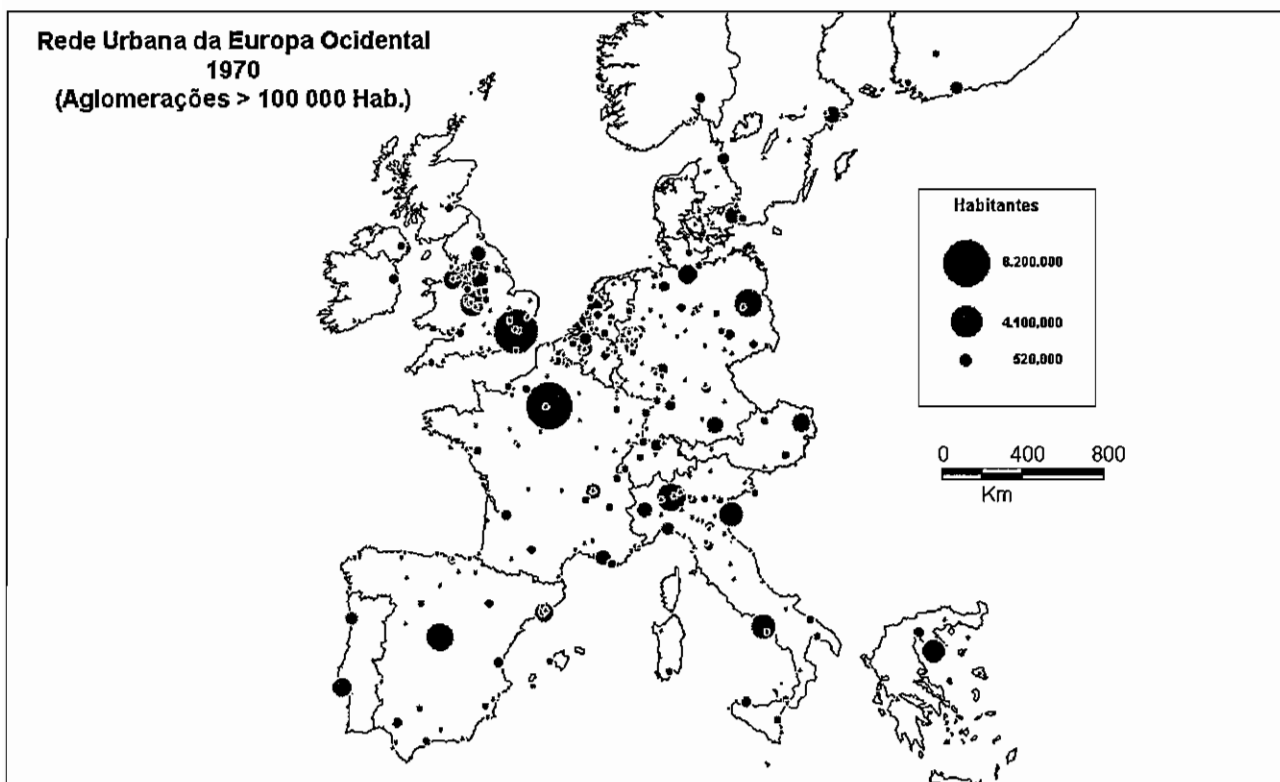 Rede Urbana da Europa Ocidental
1970
(Aglomerações > 100 000 Hab.)
Habitantes
8.200.000
4.100,000
520,000
0 400 800
Km